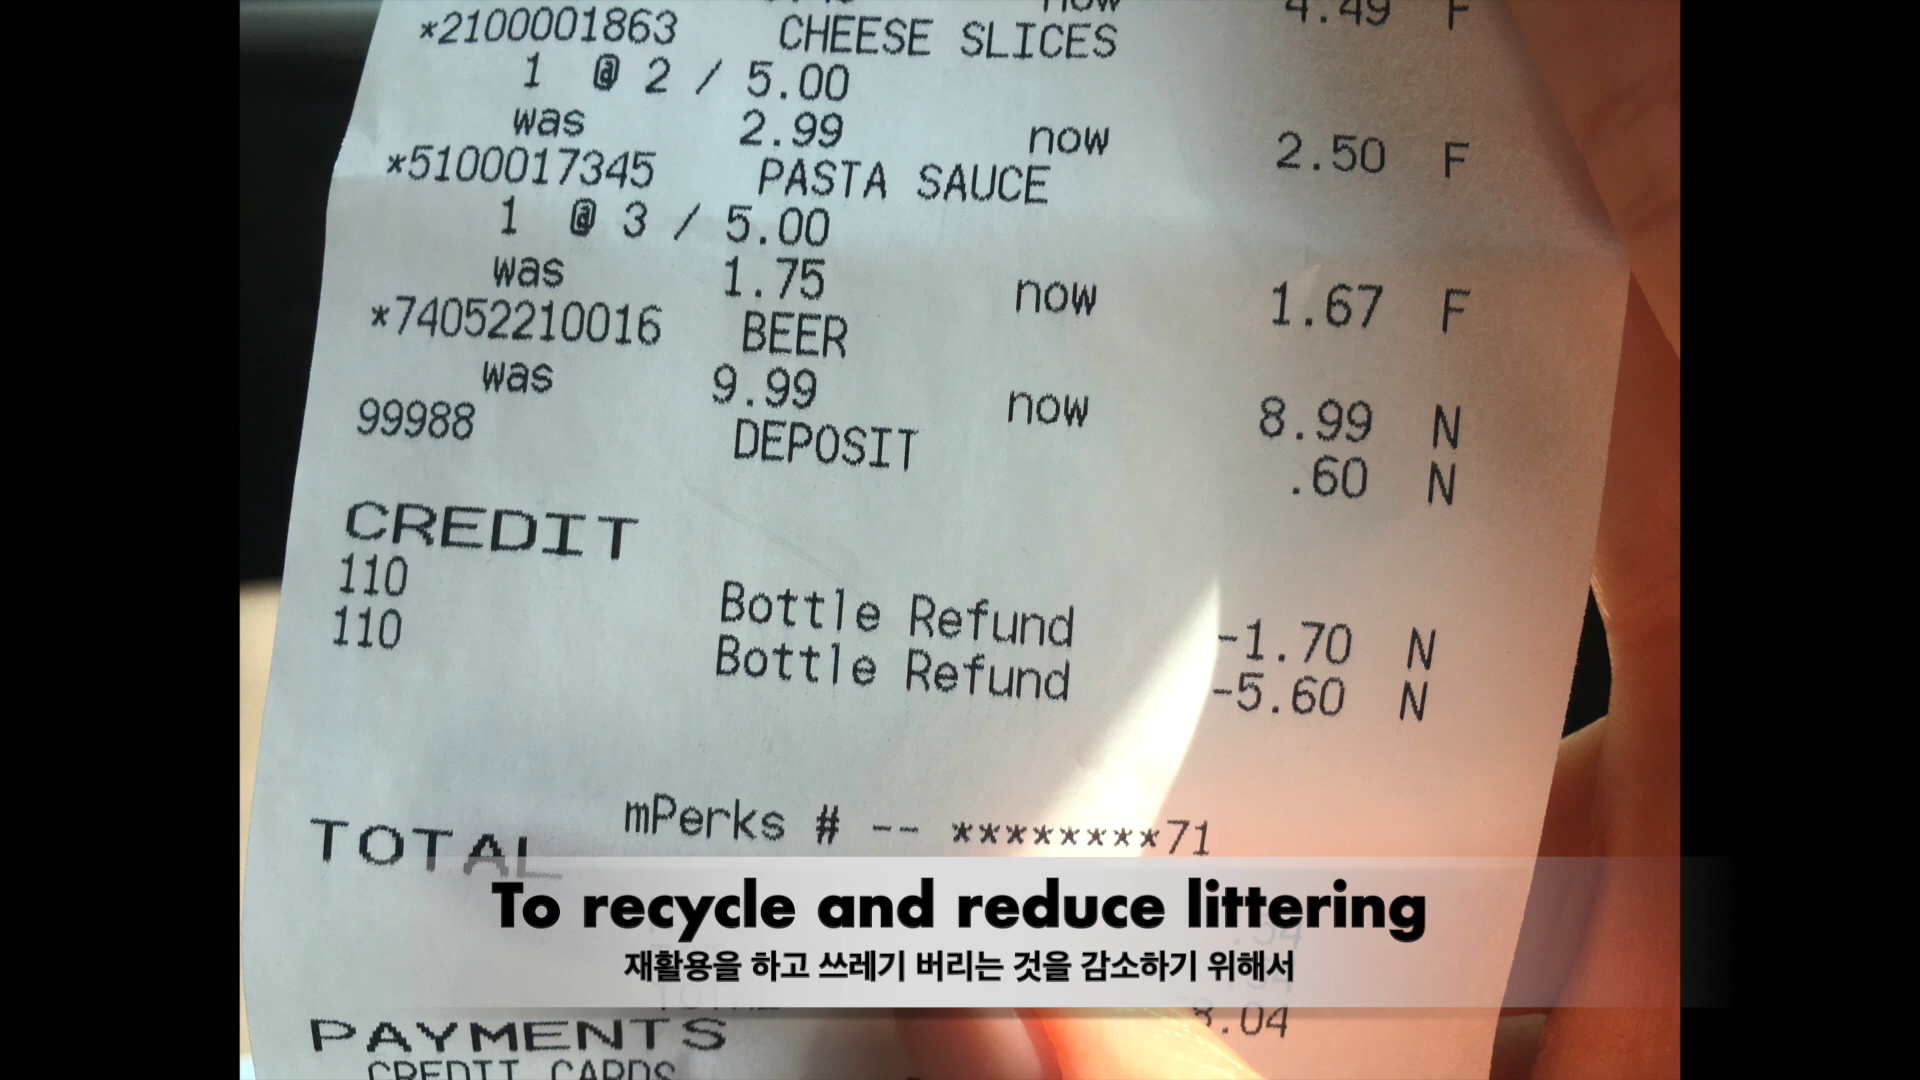 now 4.49 F
*2100001863 CHEESE SLICES
1 @ 2 / 5.00
was 2.99 now 2.50 F
*5100017345 PASTA SAUCE
1 @ 3 / 5.00
was 1.75 now 1.67 F
*74052210016 BEER
was 9.99 now 8.99 N
99988 DEPOSIT .60 N
CREDIT
110 Bottle Refund -1.70 N
110 Bottle Refund -5.60 N
mPerks # -- ********71
TOTAL
To recycle and reduce littering
재활용을 하고 쓰레기 버리는 것을 감소하기 위해서
8.04
PAYMENTS
CREDIT CARDS